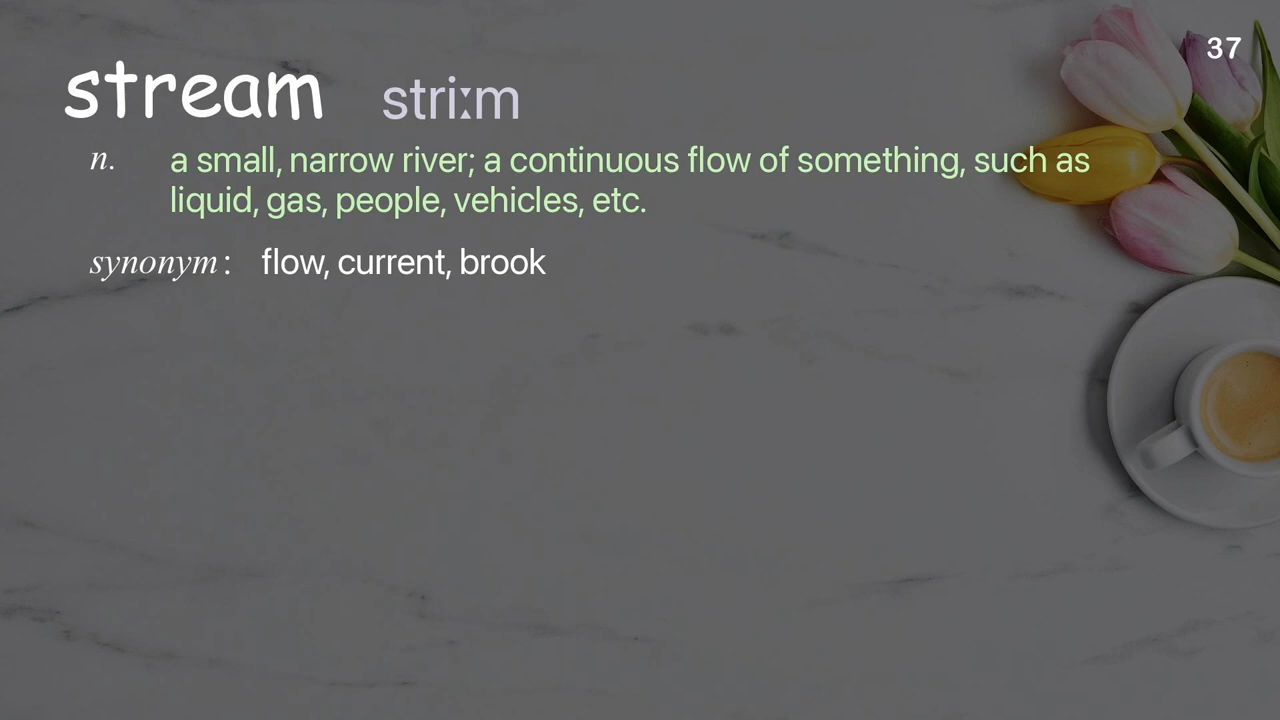 37
stream striːm
n. a small, narrow river; a continuous flow of something, such as
liquid, gas, people, vehicles, etc.
synonym: flow, current, brook